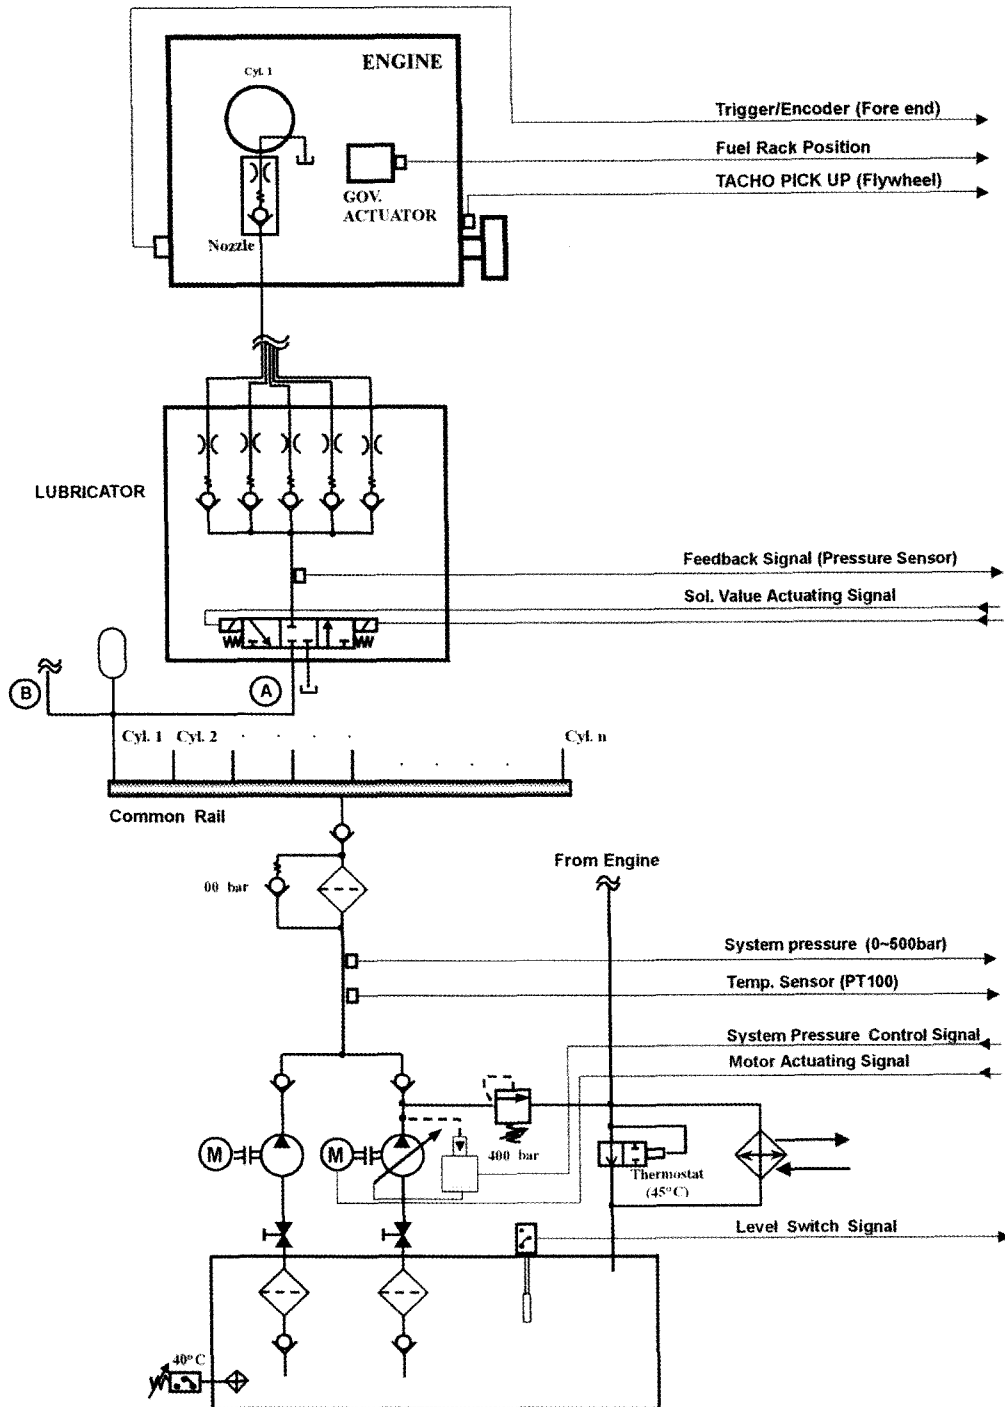 ENGINE
Cyl. 1
Trigger/Encoder (Fore end)
Fuel Rack Position
TACHO PICK UP (Flywheel)
GOV.
ACTUATOR
Nozzle
LUBRICATOR
Feedback Signal (Pressure Sensor)
Sol. Value Actuating Signal
B
A
Cyl. 1 Cyl. 2 . . . . . . . Cyl. n
Common Rail
From Engine
00 bar
System pressure (0~500bar)
Temp. Sensor (PT100)
System Pressure Control Signal
Motor Actuating Signal
M
M
400 bar
Thermostat
(45°C)
Level Switch Signal
40°C